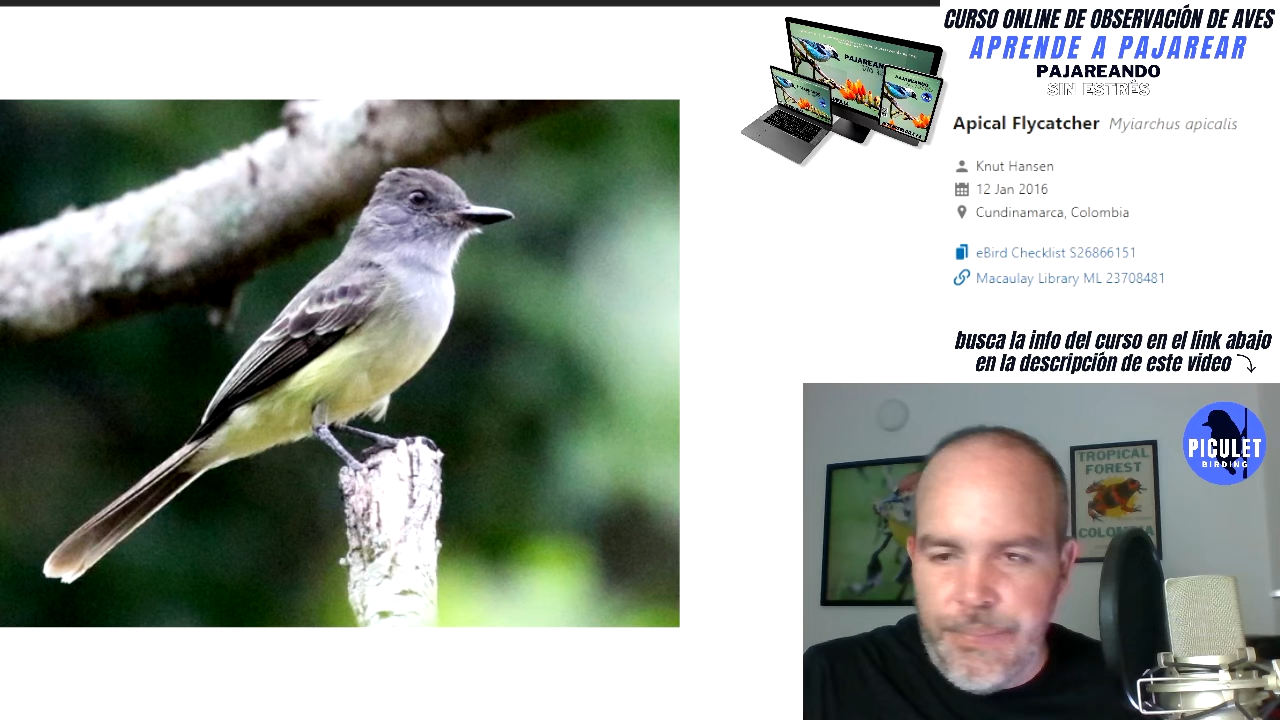 CURSO ONLINE DE OBSERVACIÓN DE AVES
APRENDE A PAJAREAR
PAJAREANDO
SIN ESTRÉS
Apical Flycatcher Myiarchus apicalis
Knut Hansen
12 Jan 2016
Cundinamarca, Colombia
eBird Checklist S26866151
Macaulay Library ML 23708481
busca la info del curso en el link abajo
en la descripción de este video
PICULET
BIRDING
TROPICAL
FOREST
COLOMBIA